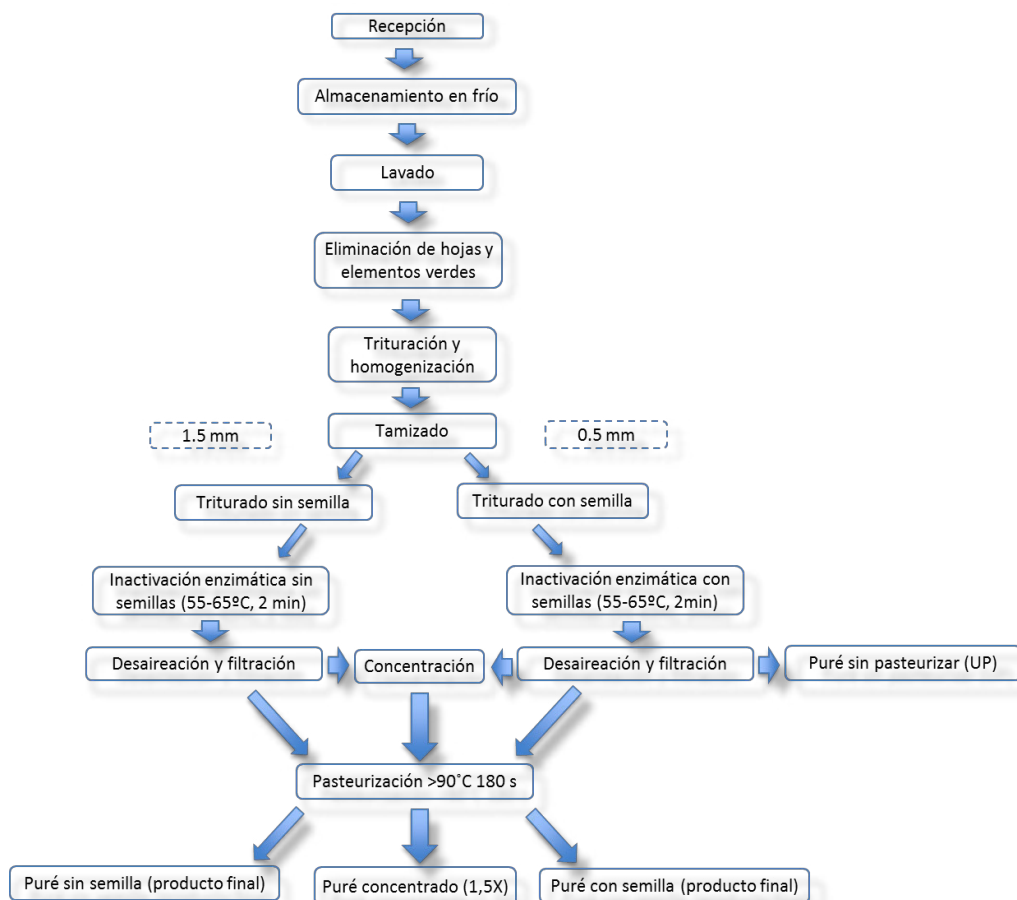 Recepción
Almacenamiento en frío
Lavado
Eliminación de hojas y
elementos verdes
Trituración y
homogenización
Tamizado
1.5 mm
0.5 mm
Triturado sin semilla
Triturado con semilla
Inactivación enzimática sin
semillas (55-65ºC, 2 min)
Inactivación enzimática con
semillas (55-65ºC, 2min)
Desaireación y filtración
Concentración
Desaireación y filtración
Puré sin pasteurizar (UP)
Pasteurización >90˚C 180 s
Puré sin semilla (producto final)
Puré concentrado (1,5X)
Puré con semilla (producto final)